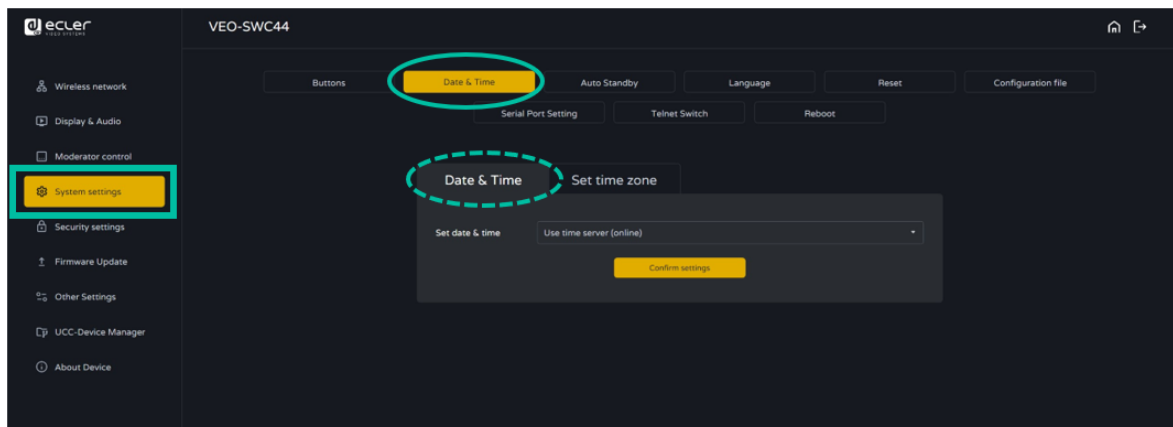 ecler
VIDEO SYSTEMS
VEO-SWC44
Wireless network
Display & Audio
Moderator control
System settings
Security settings
Firmware Update
Other Settings
UCC-Device Manager
About Device
Buttons
Date & Time
Auto Standby
Language
Reset
Configuration file
Serial Port Setting
Telnet Switch
Reboot
Date & Time
Set time zone
Set date & time
Use time server (online)
Confirm settings